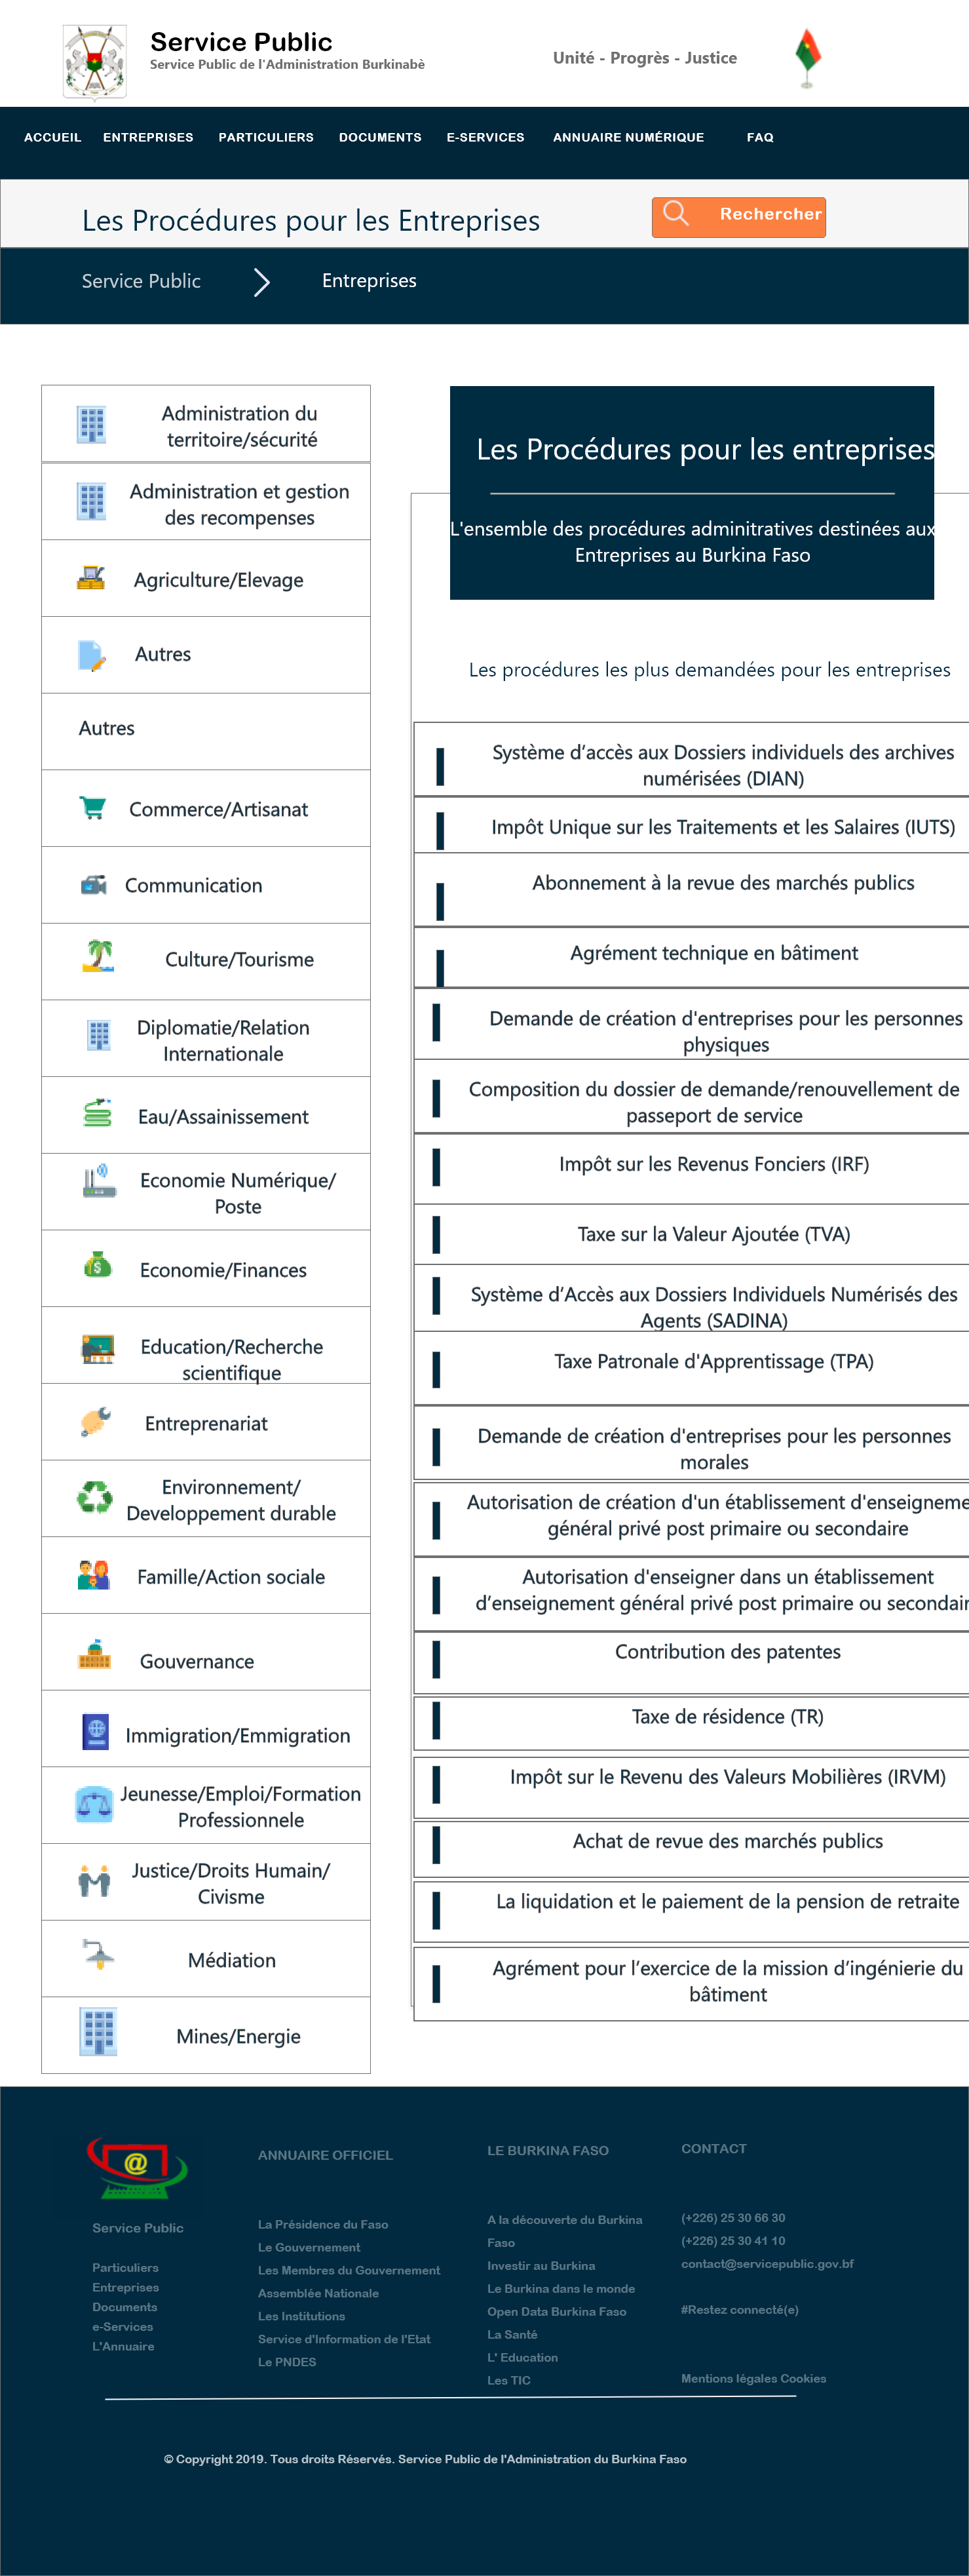 Service Public
Service Public de l'Administration Burkinabè
Unité - Progrès - Justice
ACCUEIL ENTREPRISES PARTICULIERS DOCUMENTS E-SERVICES ANNUAIRE NUMÉRIQUE FAQ
Les Procédures pour les Entreprises
Rechercher
Service Public
Entreprises
Administration du
territoire/sécurité
Administration et gestion
des recompenses
Agriculture/Elevage
Autres
Autres
Commerce/Artisanat
Communication
Culture/Tourisme
Diplomatie/Relation
Internationale
Eau/Assainissement
Economie Numérique/
Poste
Economie/Finances
Education/Recherche
scientifique
Entreprenariat
Environnement/
Developpement durable
Famille/Action sociale
Gouvernance
Immigration/Emmigration
Jeunesse/Emploi/Formation
Professionnele
Justice/Droits Humain/
Civisme
Médiation
Mines/Energie
Les Procédures pour les entreprises
L'ensemble des procédures adminitratives destinées aux
Entreprises au Burkina Faso
Les procédures les plus demandées pour les entreprises
Système d’accès aux Dossiers individuels des archives
numérisées (DIAN)
Impôt Unique sur les Traitements et les Salaires (IUTS)
Abonnement à la revue des marchés publics
Agrément technique en bâtiment
Demande de création d'entreprises pour les personnes
physiques
Composition du dossier de demande/renouvellement de
passeport de service
Impôt sur les Revenus Fonciers (IRF)
Taxe sur la Valeur Ajoutée (TVA)
Système d’Accès aux Dossiers Individuels Numérisés des
Agents (SADINA)
Taxe Patronale d'Apprentissage (TPA)
Demande de création d'entreprises pour les personnes
morales
Autorisation de création d'un établissement d'enseigneme
général privé post primaire ou secondaire
Autorisation d'enseigner dans un établissement
d’enseignement général privé post primaire ou secondair
Contribution des patentes
Taxe de résidence (TR)
Impôt sur le Revenu des Valeurs Mobilières (IRVM)
Achat de revue des marchés publics
La liquidation et le paiement de la pension de retraite
Agrément pour l’exercice de la mission d’ingénierie du
bâtiment
Service Public
Particuliers
Entreprises
Documents
e-Services
L'Annuaire
ANNUAIRE OFFICIEL
La Présidence du Faso
Le Gouvernement
Les Membres du Gouvernement
Assemblée Nationale
Les Institutions
Service d'Information de l'Etat
Le PNDES
LE BURKINA FASO
A la découverte du Burkina
Faso
Investir au Burkina
Le Burkina dans le monde
Open Data Burkina Faso
La Santé
L' Education
Les TIC
CONTACT
(+226) 25 30 66 30
(+226) 25 30 41 10
contact@servicepublic.gov.bf
#Restez connecté(e)
Mentions légales Cookies
© Copyright 2019. Tous droits Réservés. Service Public de l'Administration du Burkina Faso